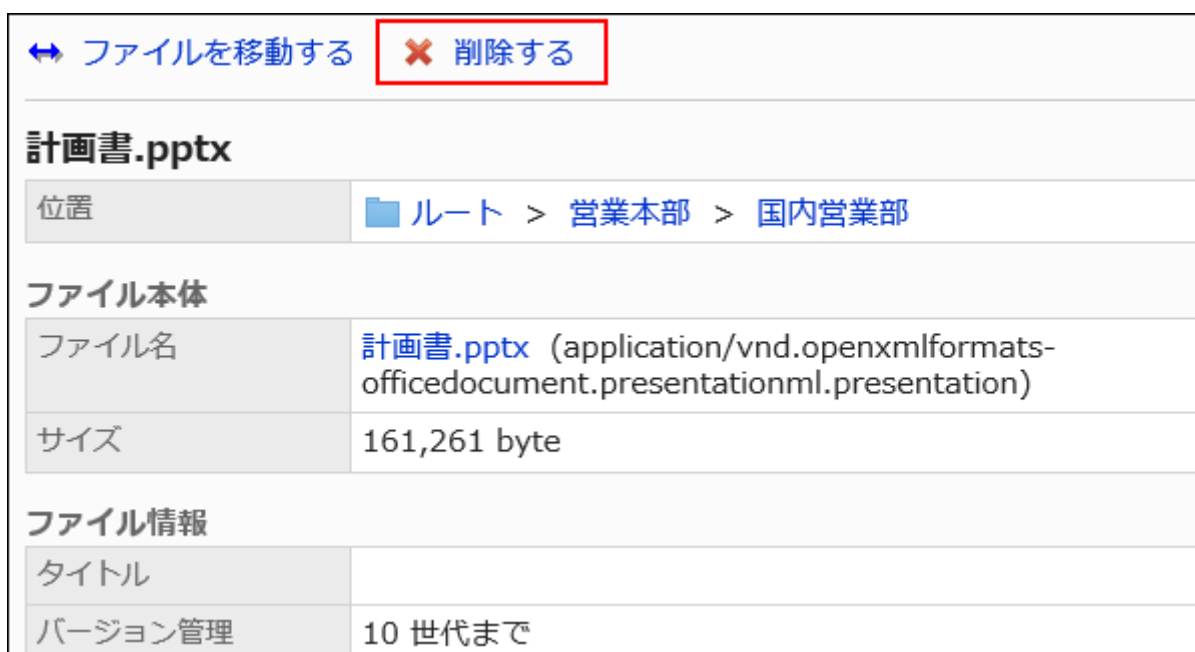 ファイルを移動する 削除する
計画書.pptx
位置 ルート > 営業本部 > 国内営業部
ファイル本体
ファイル名 計画書.pptx (application/vnd.openxmlformats-
officedocument.presentationml.presentation)
サイズ 161,261 byte
ファイル情報
タイトル
バージョン管理 10 世代まで